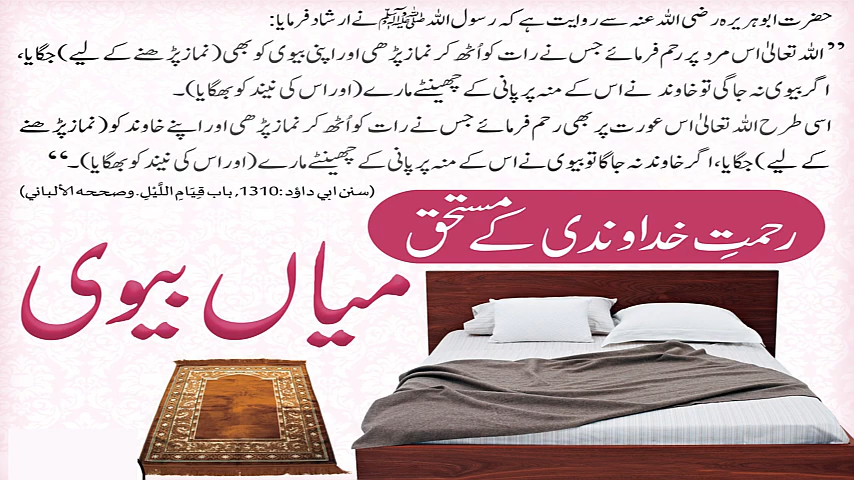 حضرت ابوہریرہ رضی اللہ عنہ سے روایت ہے کہ رسول اللہ ﷺ نے ارشاد فرمایا:
”اللہ تعالیٰ اس مرد پر رحم فرمائے جس نے رات کو اُٹھ کر نماز پڑھی اور اپنی بیوی کو بھی (نماز پڑھنے کے لیے) جگایا،
اگر بیوی نہ جاگی تو خاوند نے اس کے منہ پر پانی کے چھینٹے مارے (اور اس کی نیند کو بھگایا)۔
اسی طرح اللہ تعالیٰ اس عورت پر بھی رحم فرمائے جس نے رات کو اُٹھ کر نماز پڑھی اور اپنے خاوند کو (نماز پڑھنے
کے لیے) جگایا، اگر خاوند نہ جاگا تو بیوی نے اس کے منہ پر پانی کے چھینٹے مارے (اور اس کی نیند کو بھگایا)۔“
(سنن ابي داؤد: 1310, باب قِيَامِ اللَّيْلِ. وصححه الألباني)
رحمتِ خداوندی کے مستحق
میاں بیوی